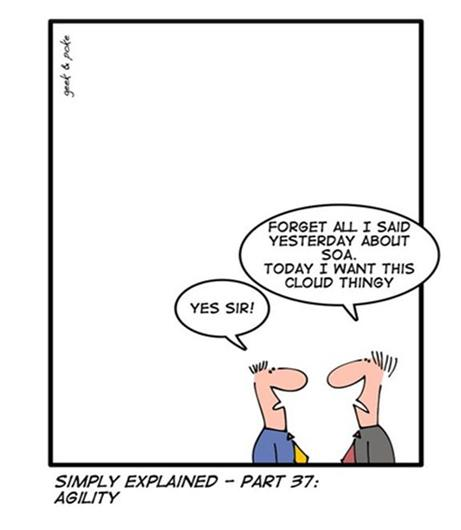 geek & poke
FORGET ALL I SAID
YESTERDAY ABOUT
SOA.
TODAY I WANT THIS
CLOUD THINGY
YES SIR!
SIMPLY EXPLAINED - PART 37:
AGILITY